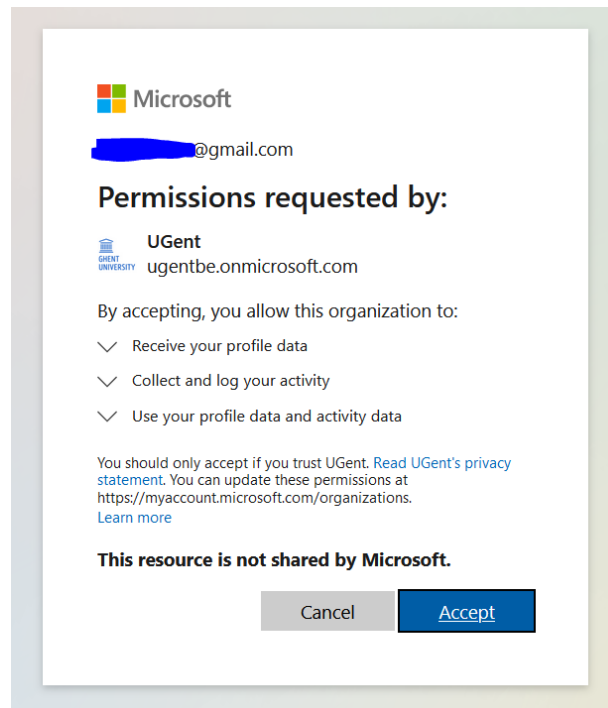 Microsoft
@gmail.com
Permissions requested by:
UGent
GHENT
UNIVERSITY
ugentbe.onmicrosoft.com
By accepting, you allow this organization to:
Receive your profile data
Collect and log your activity
Use your profile data and activity data
You should only accept if you trust UGent. Read UGent's privacy
statement. You can update these permissions at
https://myaccount.microsoft.com/organizations.
Learn more
This resource is not shared by Microsoft.
Cancel Accept